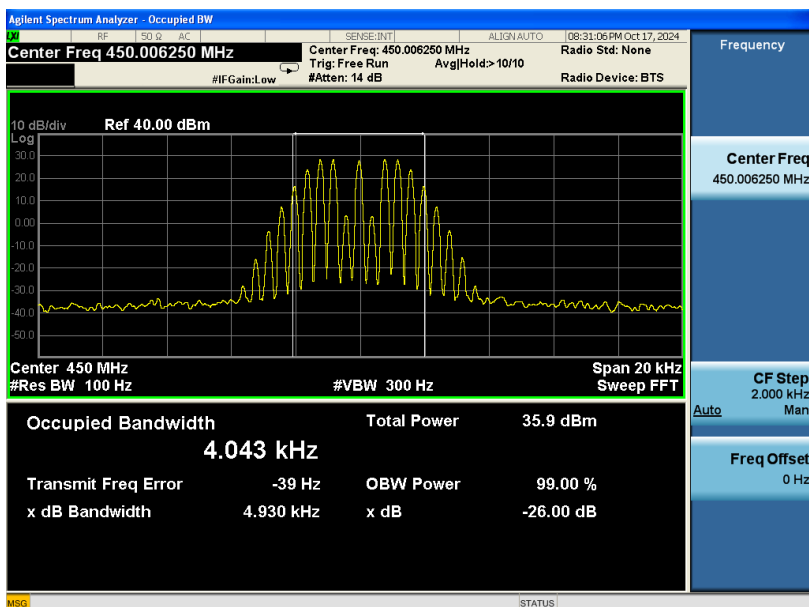 Agilent Spectrum Analyzer - Occupied BW
LXI RF 50 Ω AC SENSE:INT ALIGN AUTO 08:31:06 PM Oct 17, 2024
Center Freq 450.006250 MHz
Center Freq: 450.006250 MHz Radio Std: None
Trig: Free Run Avg|Hold:> 10/10
#IFGain:Low #Atten: 14 dB Radio Device: BTS
10 dB/div Ref 40.00 dBm
Log
30.0
20.0
10.0
0.00
-10.0
-20.0
-30.0
-40.0
-50.0
Center 450 MHz Span 20 kHz
#Res BW 100 Hz #VBW 300 Hz Sweep FFT
Occupied Bandwidth Total Power 35.9 dBm
4.043 kHz
Transmit Freq Error -39 Hz OBW Power 99.00 %
x dB Bandwidth 4.930 kHz x dB -26.00 dB
MSG STATUS
Frequency
Center Freq
450.006250 MHz
CF Step
2.000 kHz
Auto Man
Freq Offset
0 Hz